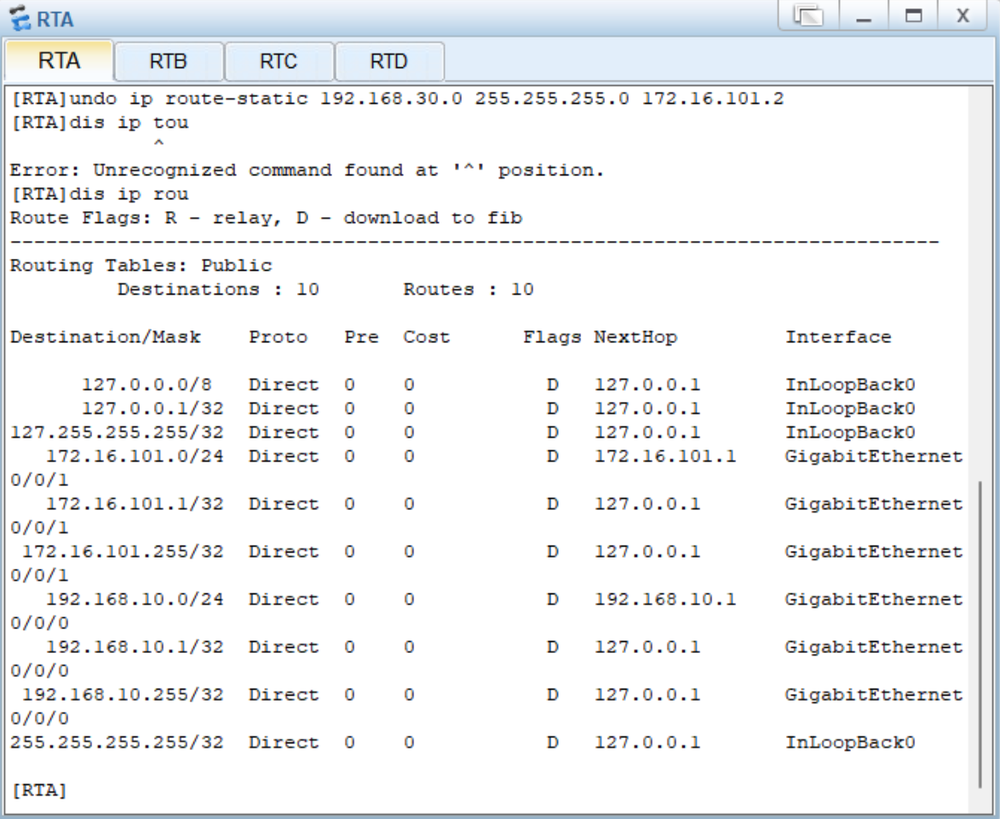 RTA
X
RTA RTB RTC RTD
[RTA]undo ip route-static 192.168.30.0 255.255.255.0 172.16.101.2
[RTA]dis ip tou
            ^
Error: Unrecognized command found at '^' position.
[RTA]dis ip rou
Route Flags: R - relay, D - download to fib
------------------------------------------------------------------------------
Routing Tables: Public
         Destinations : 10       Routes : 10
Destination/Mask    Proto   Pre  Cost      Flags NextHop         Interface
      127.0.0.0/8   Direct  0    0           D   127.0.0.1       InLoopBack0
      127.0.0.1/32  Direct  0    0           D   127.0.0.1       InLoopBack0
127.255.255.255/32  Direct  0    0           D   127.0.0.1       InLoopBack0
   172.16.101.0/24  Direct  0    0           D   172.16.101.1    GigabitEthernet
0/0/1
   172.16.101.1/32  Direct  0    0           D   127.0.0.1       GigabitEthernet
0/0/1
 172.16.101.255/32  Direct  0    0           D   127.0.0.1       GigabitEthernet
0/0/1
   192.168.10.0/24  Direct  0    0           D   192.168.10.1    GigabitEthernet
0/0/0
   192.168.10.1/32  Direct  0    0           D   127.0.0.1       GigabitEthernet
0/0/0
 192.168.10.255/32  Direct  0    0           D   127.0.0.1       GigabitEthernet
0/0/0
255.255.255.255/32  Direct  0    0           D   127.0.0.1       InLoopBack0
[RTA]